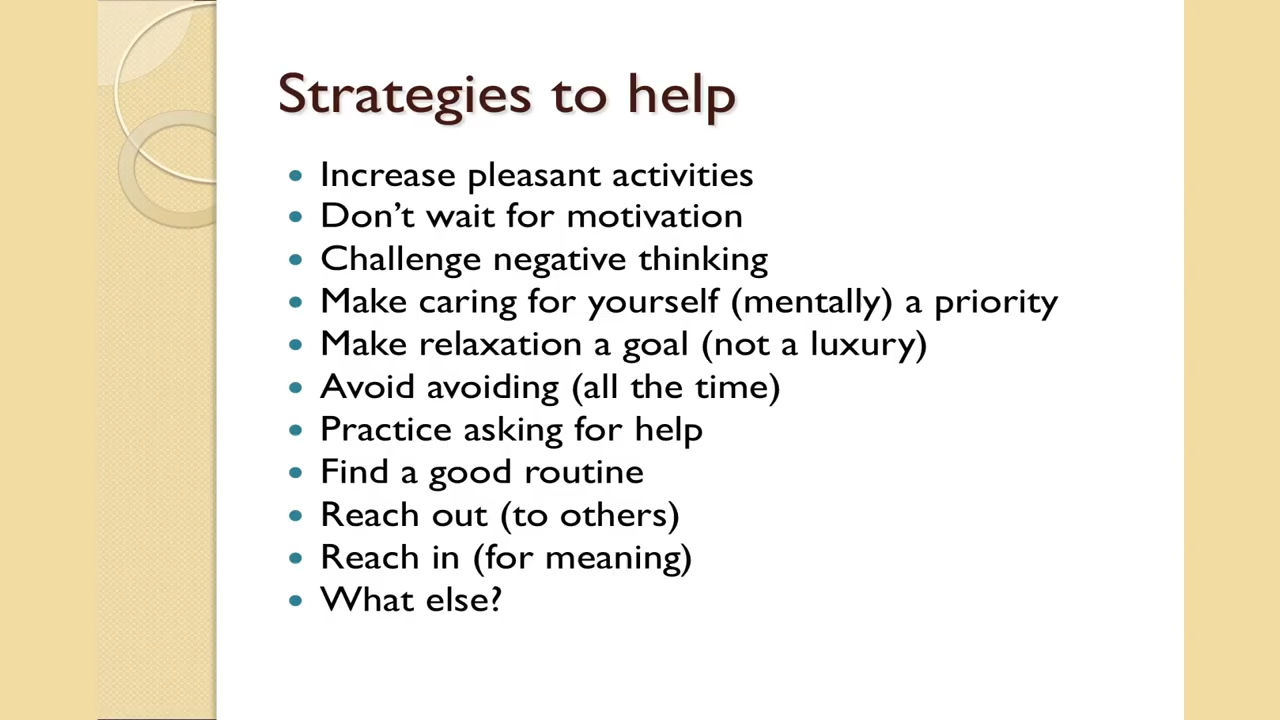 Strategies to help
• Increase pleasant activities
• Don’t wait for motivation
• Challenge negative thinking
• Make caring for yourself (mentally) a priority
• Make relaxation a goal (not a luxury)
• Avoid avoiding (all the time)
• Practice asking for help
• Find a good routine
• Reach out (to others)
• Reach in (for meaning)
• What else?